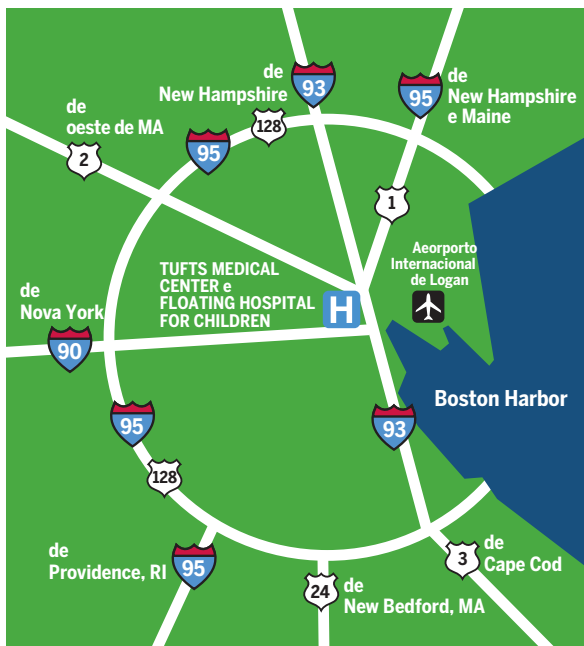 de
New Hampshire
93
95
de
New Hampshire
e Maine
de
oeste de MA
128
95
2
1
TUFTS MEDICAL
CENTER e
FLOATING HOSPITAL
FOR CHILDREN
H
Aeorporto
Internacional
de Logan
de
Nova York
90
Boston Harbor
95
93
128
de
Providence, RI
95
24
de
New Bedford, MA
3
de
Cape Cod